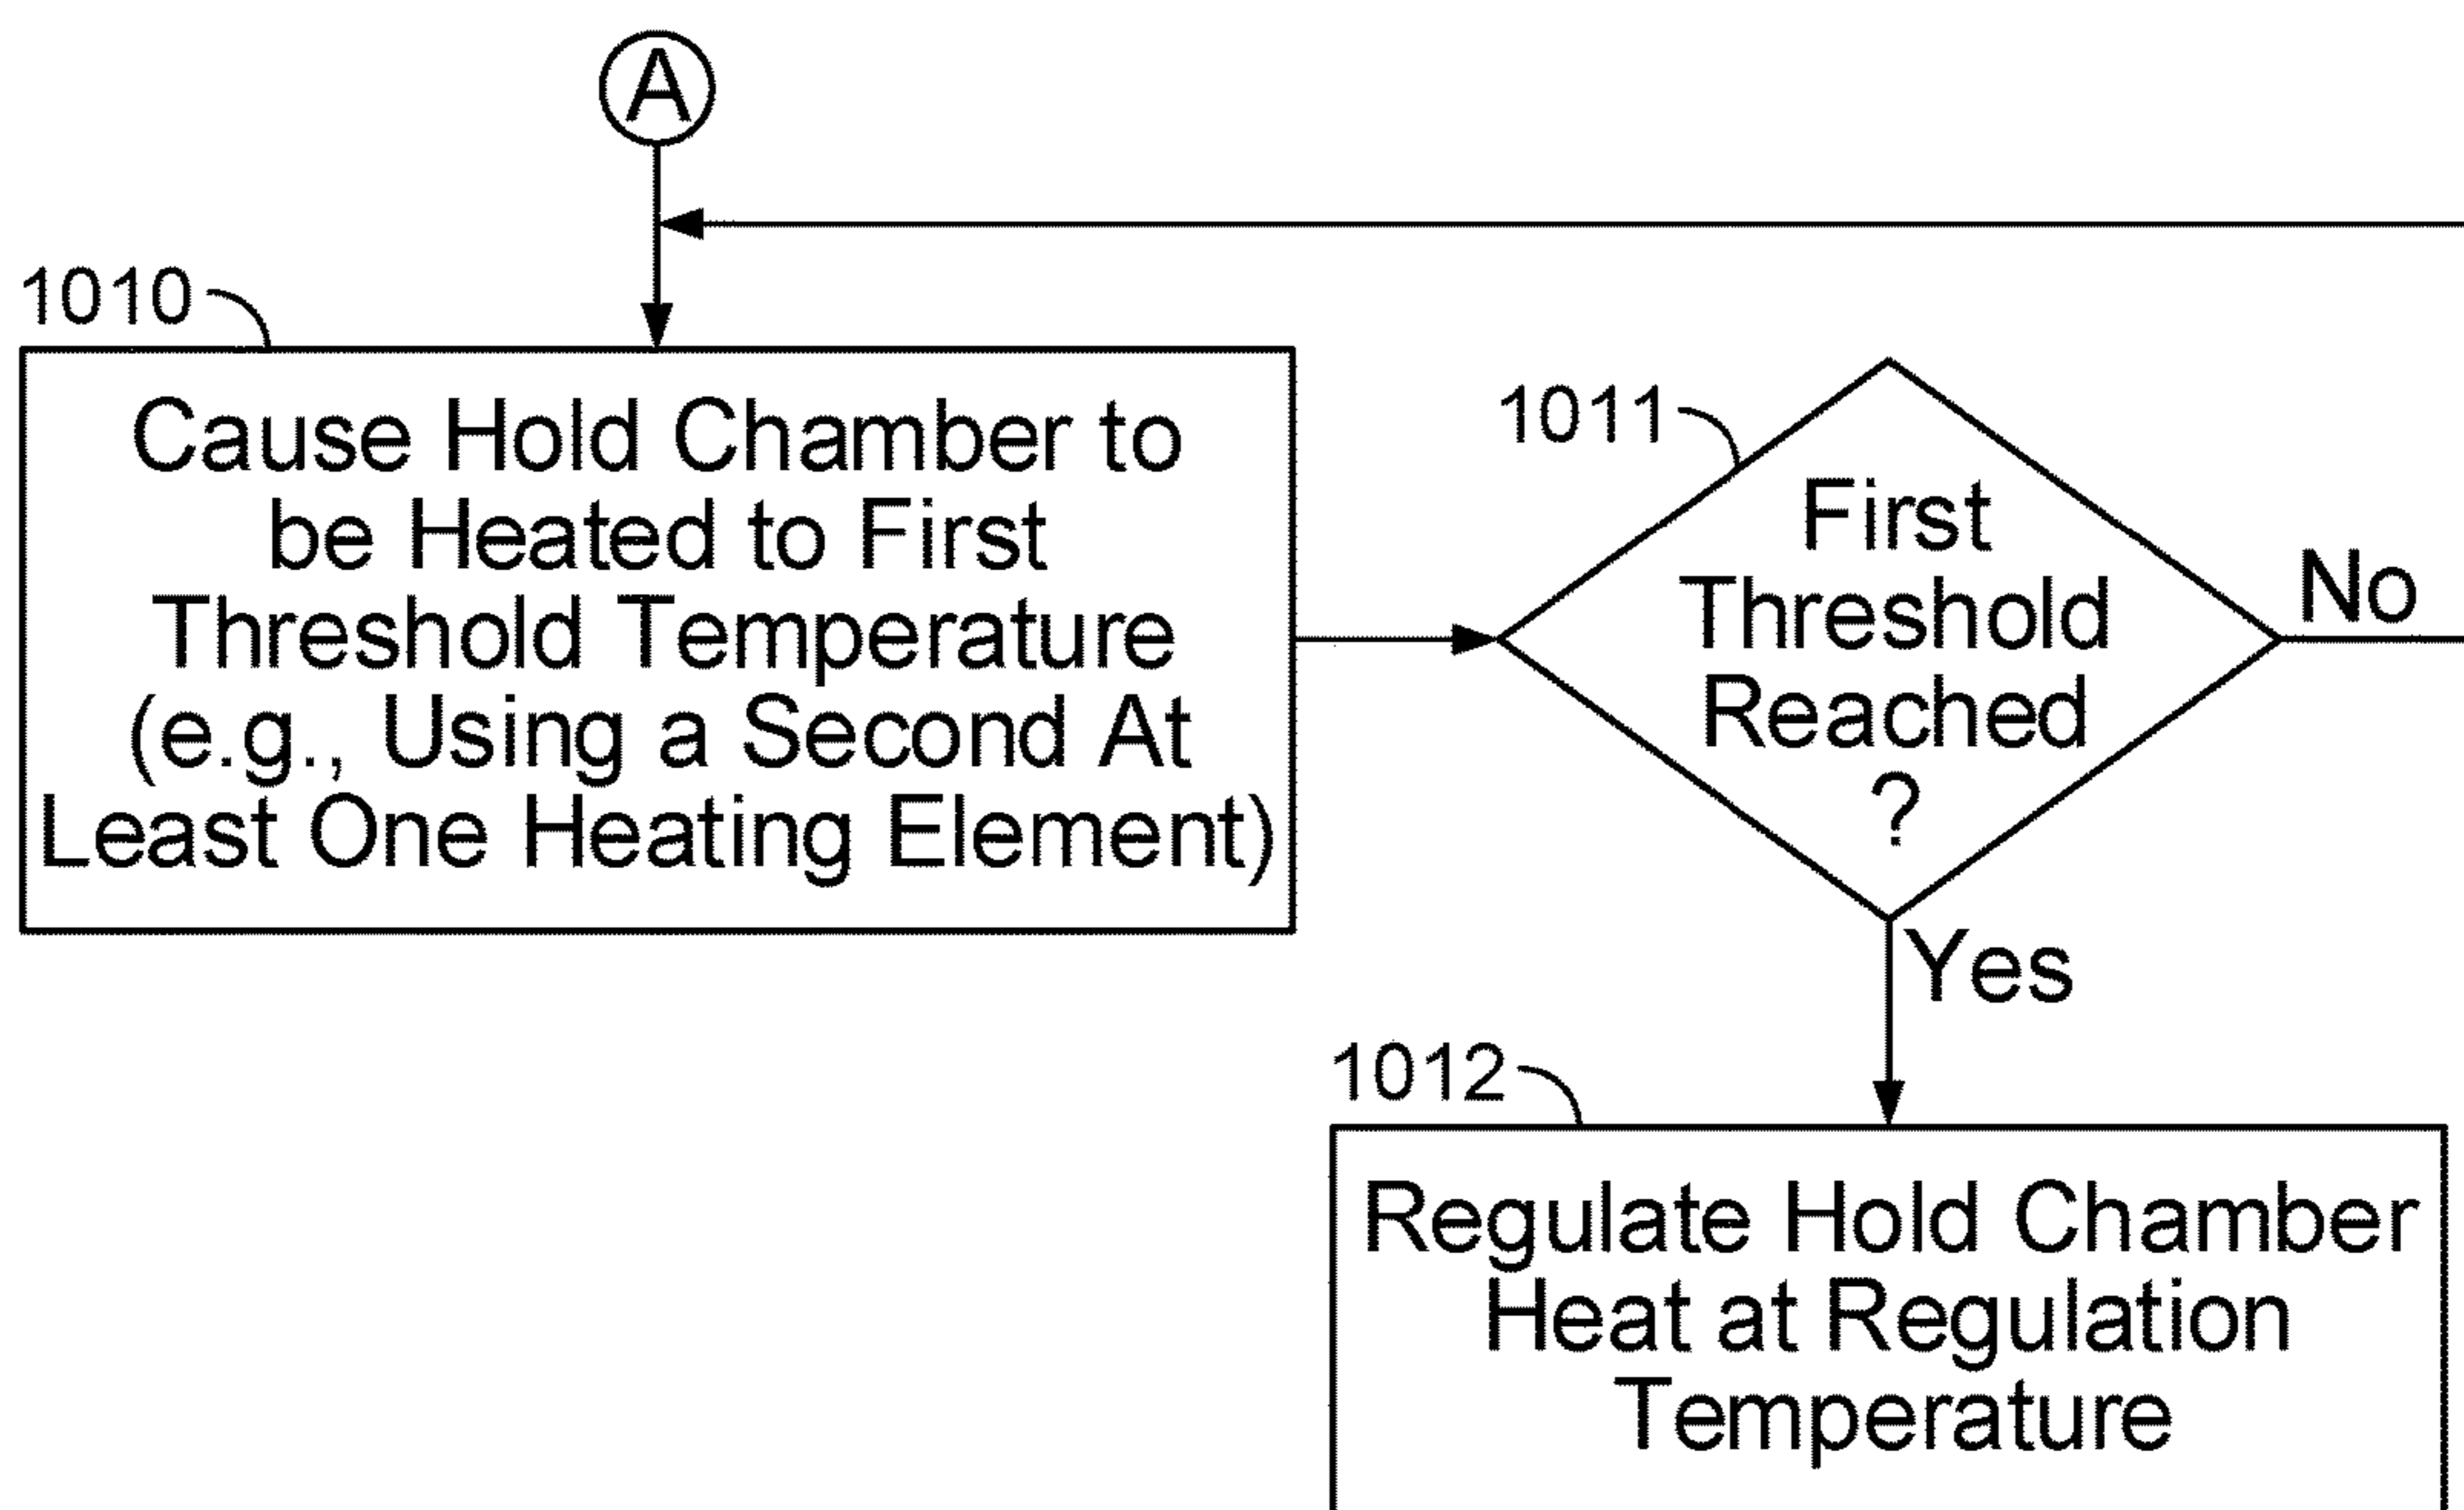 A
1010
Cause Hold Chamber to
be Heated to First
Threshold Temperature
(e.g., Using a Second At
Least One Heating Element)
1011
First
Threshold
Reached
?
No
Yes
1012
Regulate Hold Chamber
Heat at Regulation
Temperature